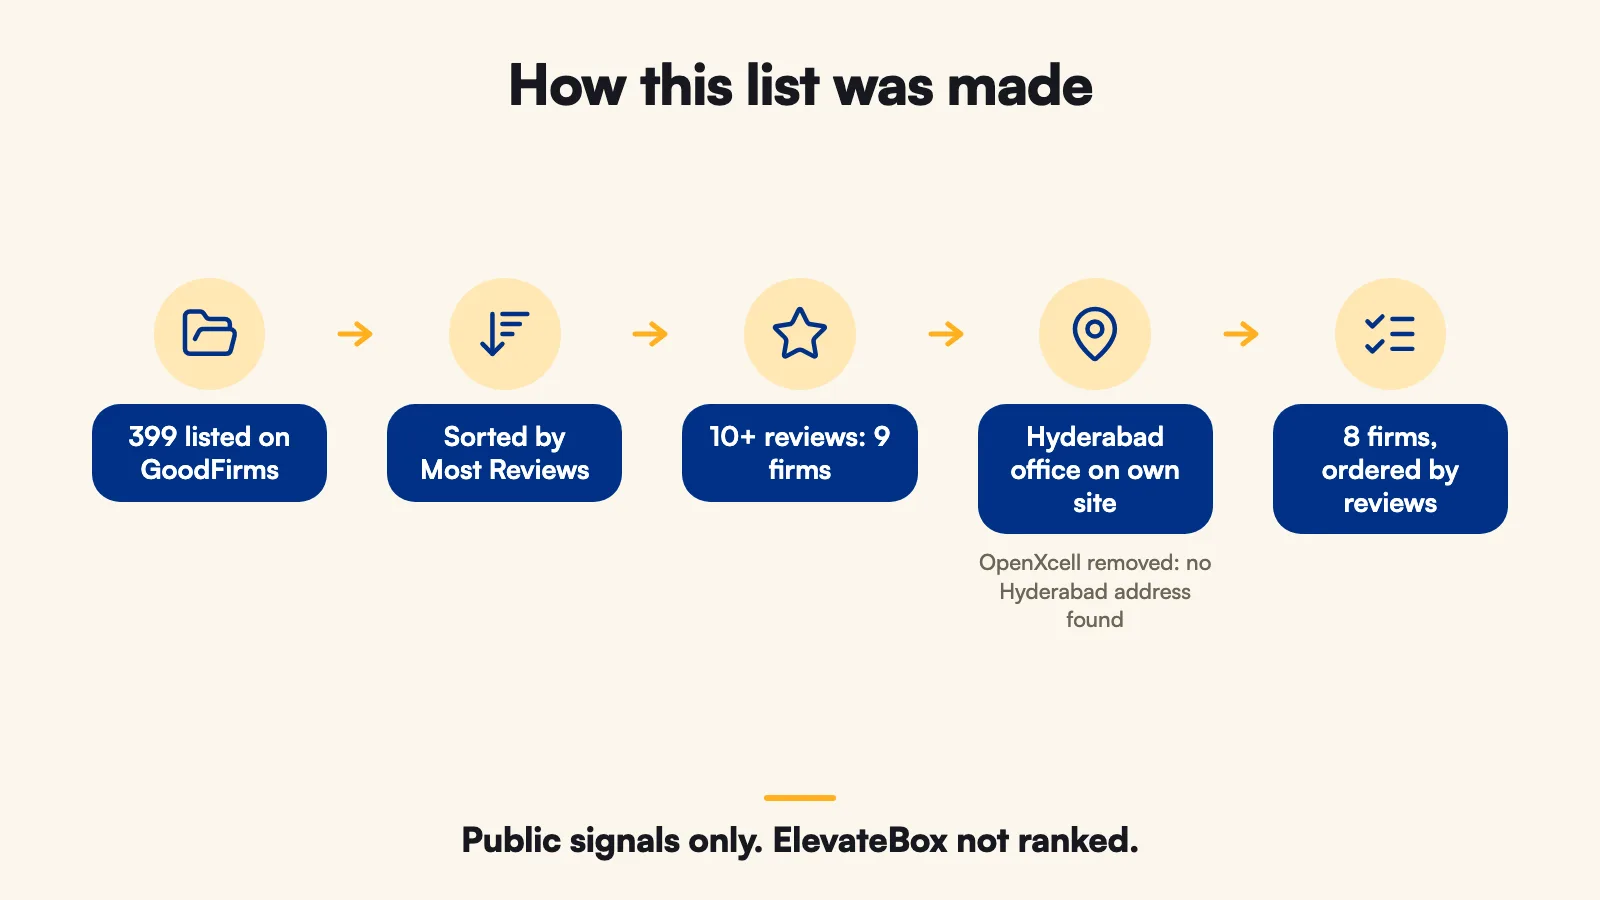 How this list was made
399 listed on
GoodFirms
Sorted by
Most Reviews
10+ reviews: 9
firms
Hyderabad
office on own
site
OpenXcell removed: no
Hyderabad address
found
8 firms,
ordered by
reviews
Public signals only. ElevateBox not ranked.